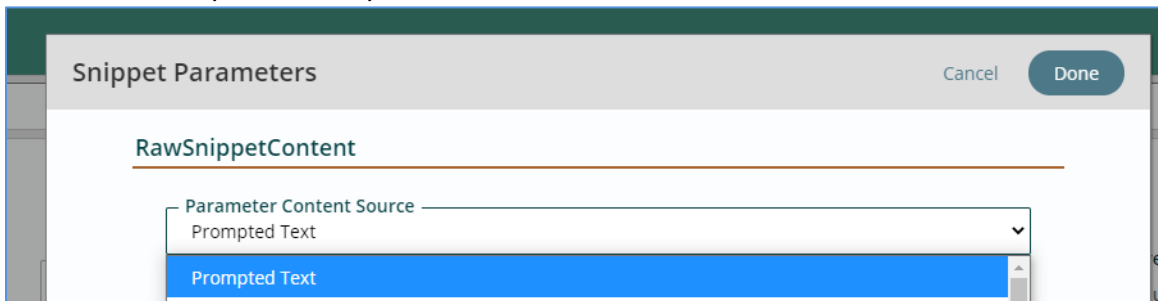 Snippet Parameters
Cancel
Done
RawSnippetContent
Parameter Content Source
Prompted Text
Prompted Text